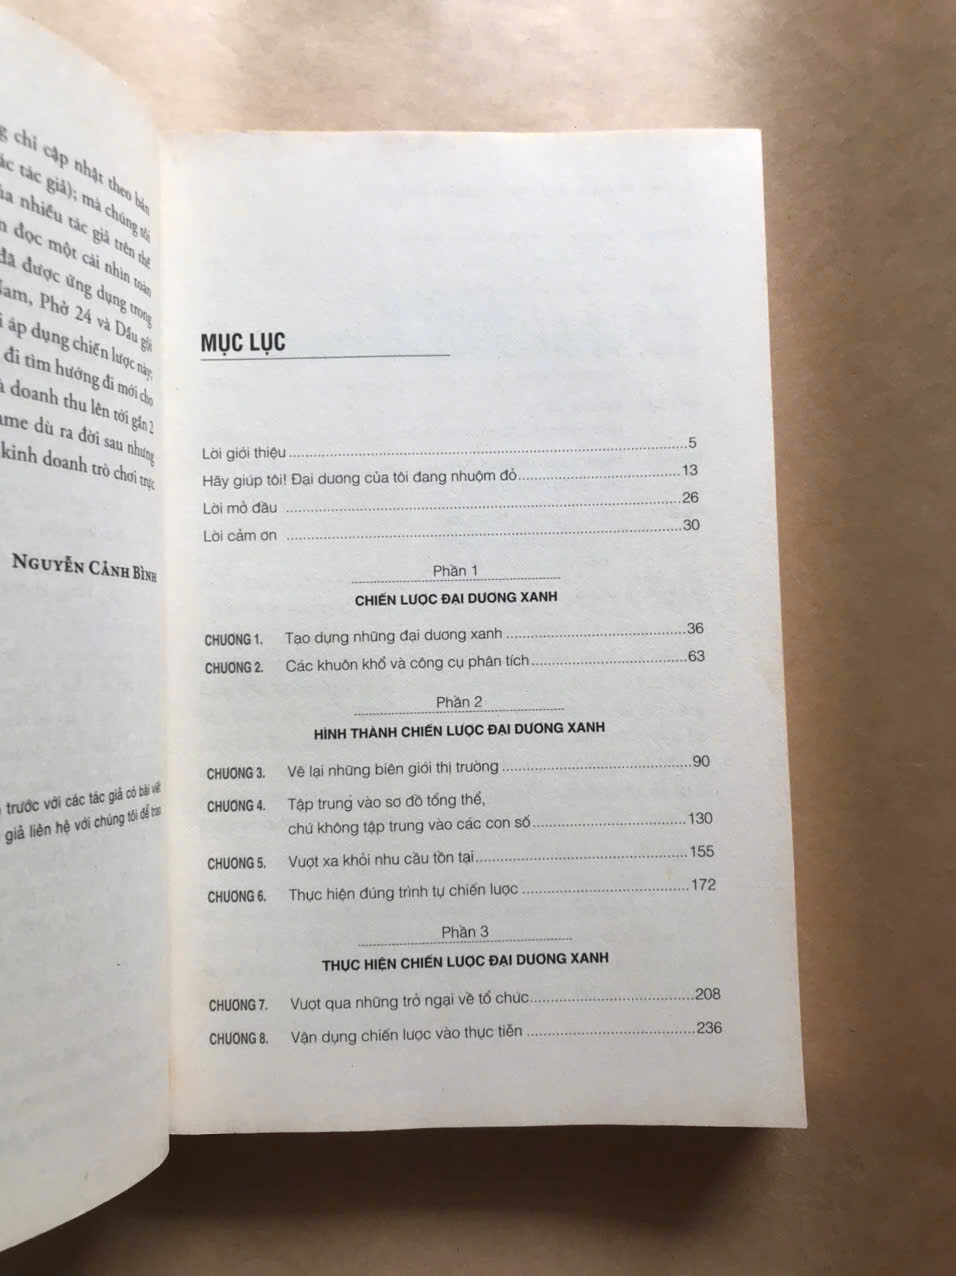 chỉ cập nhật theo bản
tác giả); mà chúng tôi
nhiều tác giả trên thế
đọc một cái nhìn toàn
đã được ứng dụng trong
Nam, Phở 24 và Dầu gội
áp dụng chiến lược này;
đi tìm hướng đi mới cho
doanh thu lên tới gần 2
dù ra đời sau nhưng
kinh doanh trò chơi trực
NGUYỄN CẢNH BÌNH
trước với các tác giả có bài viết
giả liên hệ với chúng tôi để trao
MỤC LỤC
Lời giới thiệu 5
Hãy giúp tôi! Đại dương của tôi đang nhuộm đỏ 13
Lời mở đầu 26
Lời cảm ơn 30
Phần 1
CHIẾN LƯỢC ĐẠI DƯƠNG XANH
CHƯƠNG 1. Tạo dựng những đại dương xanh 36
CHƯƠNG 2. Các khuôn khổ và công cụ phân tích 63
Phần 2
HÌNH THÀNH CHIẾN LƯỢC ĐẠI DƯƠNG XANH
CHƯƠNG 3. Vẽ lại những biên giới thị trường 90
CHƯƠNG 4. Tập trung vào sơ đồ tổng thể,
chứ không tập trung vào các con số 130
CHƯƠNG 5. Vượt xa khỏi nhu cầu tồn tại 155
CHƯƠNG 6. Thực hiện đúng trình tự chiến lược 172
Phần 3
THỰC HIỆN CHIẾN LƯỢC ĐẠI DƯƠNG XANH
CHƯƠNG 7. Vượt qua những trở ngại về tổ chức 208
CHƯƠNG 8. Vận dụng chiến lược vào thực tiễn 236